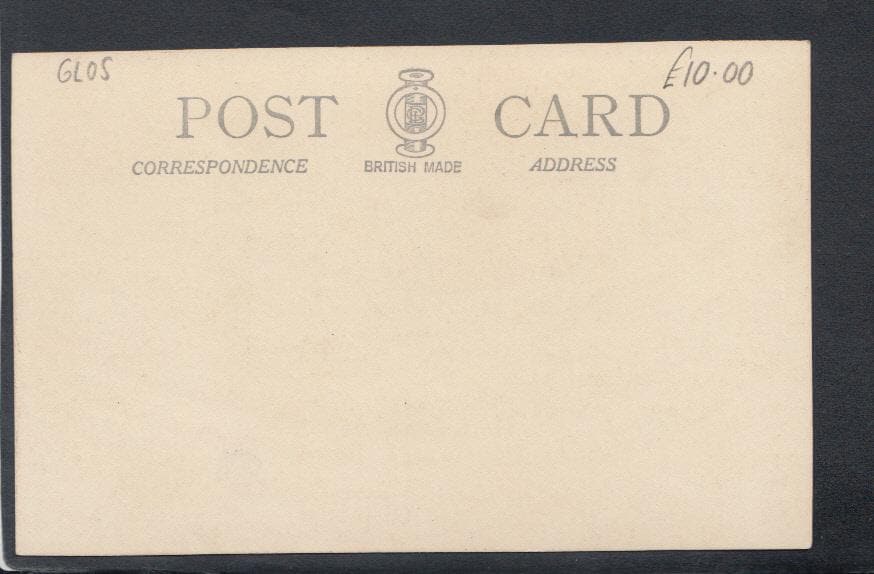 GLOS
£10.00
POST CARD
CORRESPONDENCE BRITISH MADE ADDRESS